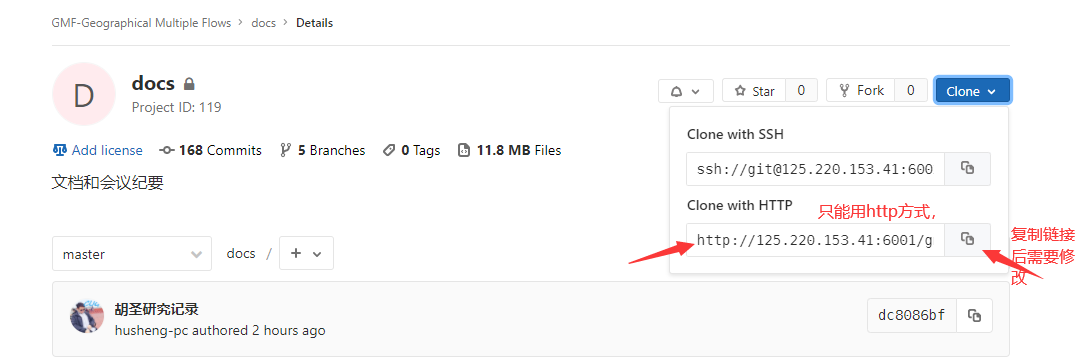 GMF-Geographical Multiple Flows > docs > Details
docs
Project ID: 119
Star 0
Fork 0
Clone
Add license
168 Commits
5 Branches
0 Tags
11.8 MB Files
文档和会议纪要
Clone with SSH
ssh://git@125.220.153.41:600
Clone with HTTP
只能用http方式，
http://125.220.153.41:6001/g
复制链接
后需要修
改
master
docs / +
胡圣研究记录
husheng-pc authored 2 hours ago
dc8086bf
D